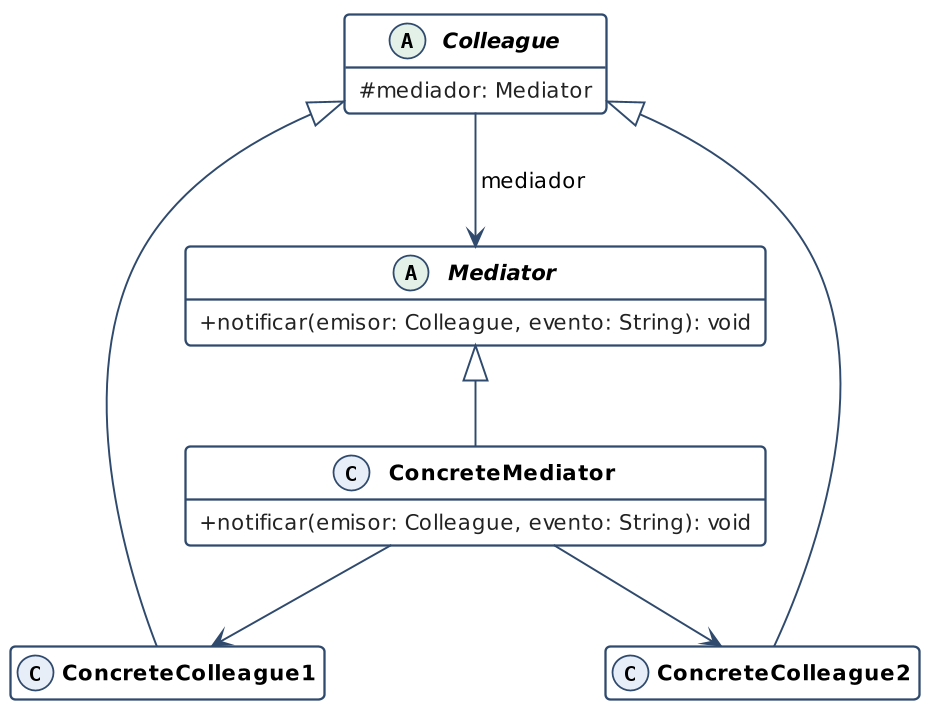 A Colleague
#mediador: Mediator
mediador
A Mediator
+notificar(emisor: Colleague, evento: String): void
C ConcreteMediator
+notificar(emisor: Colleague, evento: String): void
C ConcreteColleague1
C ConcreteColleague2